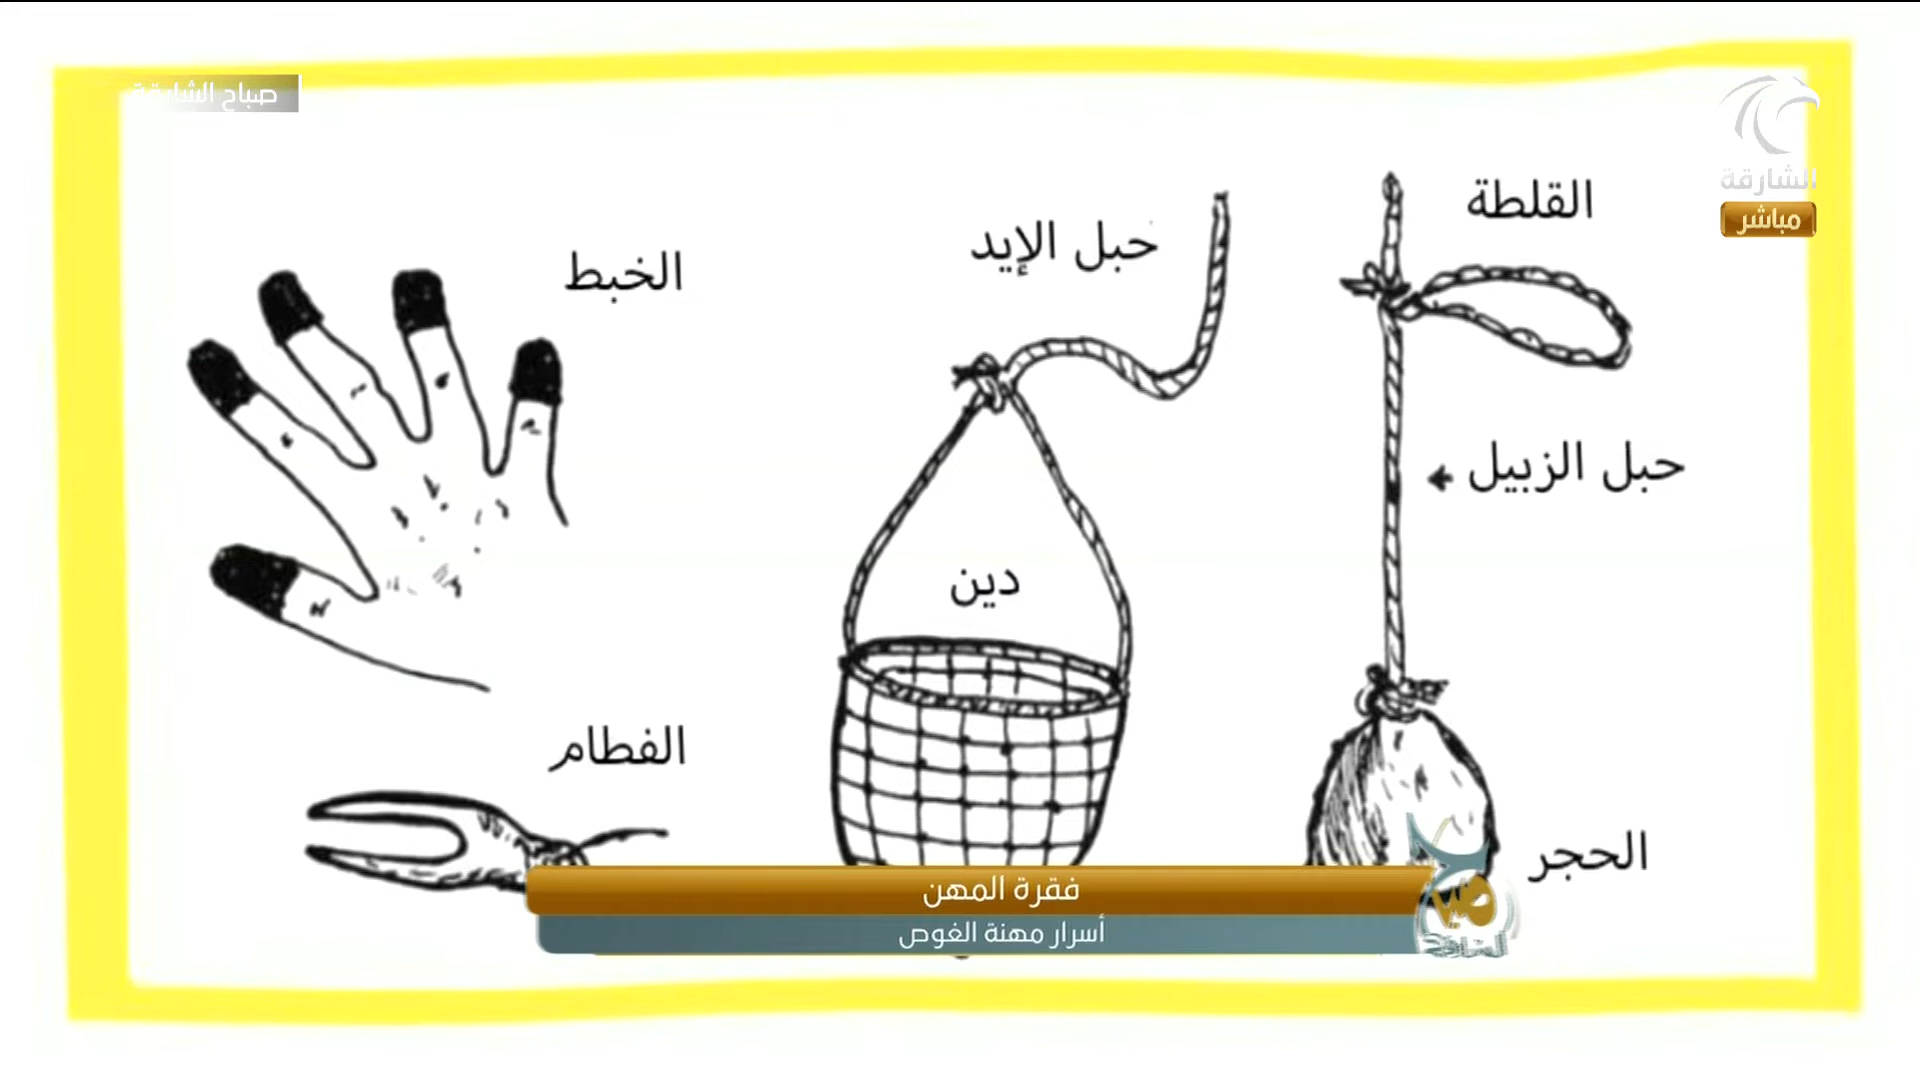 صباح الشارقة
الشارقة
مباشر
القلطة
حبل الإيد
الخبط
حبل الزبيل
دين
الفطام
الحجر
فقرة المهن
أسرار مهنة الغوص